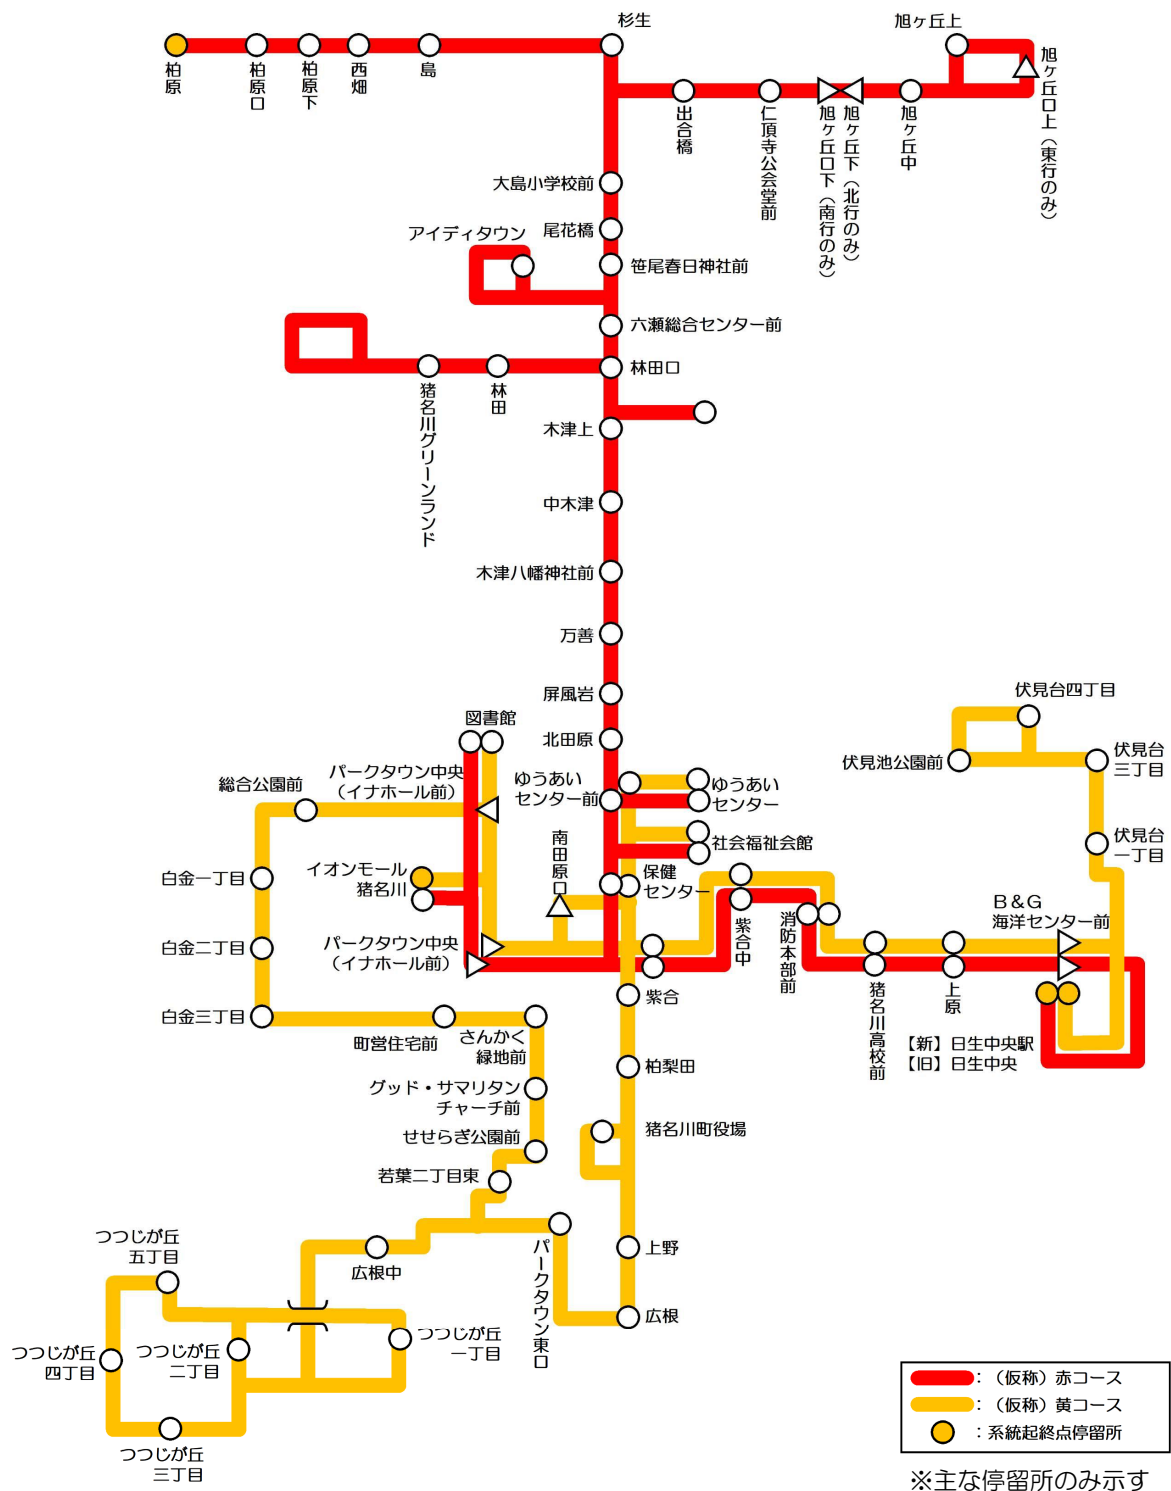 杉生
旭ヶ丘上
柏原
柏原口
柏原下
西畑
島
出合橋
仁頂寺公会堂前
旭ヶ丘口下（南行のみ）
旭ヶ丘下（北行のみ）
旭ヶ丘中
旭ヶ丘口上（東行のみ）
大島小学校前
尾花橋
アイディタウン
笹尾春日神社前
六瀬総合センター前
林田口
猪名川グリーンランド
林田
木津上
中木津
木津八幡神社前
万善
屏風岩
北田原
図書館
パークタウン中央
（イナホール前）
総合公園前
ゆうあい
センター前
ゆうあい
センター
社会福祉会館
南田原口
保健
センター
イオンモール
猪名川
白金一丁目
パークタウン中央
（イナホール前）
白金二丁目
白金三丁目
町営住宅前
さんかく
緑地前
グッド・サマリタン
チャーチ前
せせらぎ公園前
若葉二丁目東
紫合
柏梨田
猪名川町役場
上野
広根
パークタウン東口
広根中
つつじが丘
五丁目
つつじが丘
四丁目
つつじが丘
二丁目
つつじが丘
一丁目
つつじが丘
三丁目
紫合中
消防本部前
猪名川高校前
上原
B＆G
海洋センター前
【新】日生中央駅
【旧】日生中央
伏見台四丁目
伏見池公園前
伏見台
三丁目
伏見台
一丁目
：（仮称）赤コース
：（仮称）黄コース
：系統起終点停留所
※主な停留所のみ示す